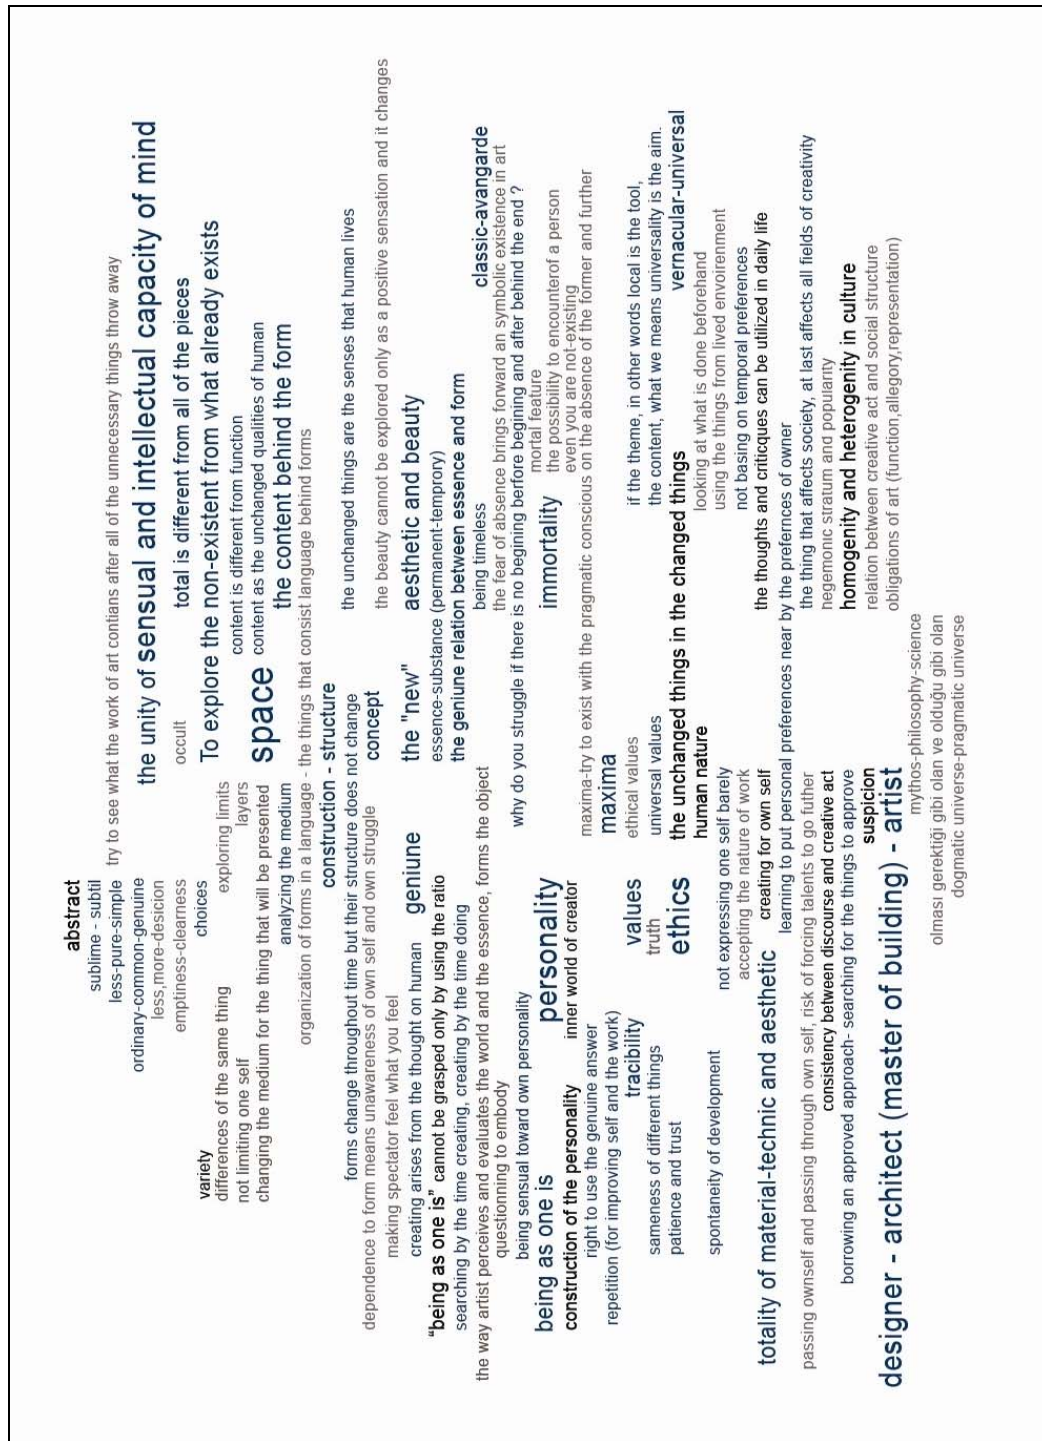 abstract
sublime - subtil
less-pure-simple
try to see what the work of art contians after all of the unnecessary things throw away
ordinary-common-genuine
the unity of sensual and intellectual capacity of mind
less,more-desicion
emptiness-clearness
occult
total is different from all of the pieces
choices
To explore the non-existent from what already exists
variety
differences of the same thing
exploring limits
content is different from function
not limiting one self
layers
space
content as the unchanged qualities of human
changing the medium for the thing that will be presented
the content behind the form
analyzing the medium
organization of forms in a language - the things that consist language behind forms
construction - structure
forms change throughout time but their structure does not change
the unchanged things are the senses that human lives
dependence to form means unawareness of own self and own struggle
concept
the beauty cannot be explored only as a positive sensation and it changes
making spectator feel what you feel
creating arises from the thought on human
geniune
the "new"
aesthetic and beauty
“being as one is” cannot be grasped only by using the ratio
essence-substance (permanent-temprory)
searching by the time creating, creating by the time doing
the geniune relation between essence and form
the way artist perceives and evaluates the world and the essence, forms the object
being timeless
classic-avangarde
questionning to embody
the fear of absence brings forward an symbolic existence in art
being sensual toward own personality
why do you struggle if there is no begining before begining and after behind the end ?
being as one is
personality
immortality
mortal feature
the possibility to encounterof a person
even you are not-existing
construction of the personality
inner world of creator
right to use the genuine answer
maxima-try to exist with the pragmatic conscious on the absence of the former and further
repetition (for improving self and the work)
maxima
tracibility
values
ethical values
if the theme, in other words local is the tool,
sameness of different things
truth
universal values
the content, what we means universality is the aim.
patience and trust
ethics
the unchanged things in the changed things
vernacular-universal
human nature
looking at what is done beforehand
spontaneity of development
not expressing one self barely
using the things from lived envoirenment
accepting the nature of work
not basing on temporal preferences
totality of material-technic and aesthetic
creating for own self
the thoughts and criticques can be utilized in daily life
learning to put personal preferences near by the prefernces of owner
passing ownself and passing through own self, risk of forcing talents to go futher
the thing that affects society, at last affects all fields of creativity
consistency between discourse and creative act
hegemonic stratum and popularity
borrowing an approved approach- searching for the things to approve
homogenity and heterogenity in culture
suspicion
relation between creative act and social structure
designer - architect (master of building) - artist
obligations of art (function,allegory,representation)
mythos-philosophy-science
olması gerektiği gibi olan ve olduğu gibi olan
dogmatic universe-pragmatic universe